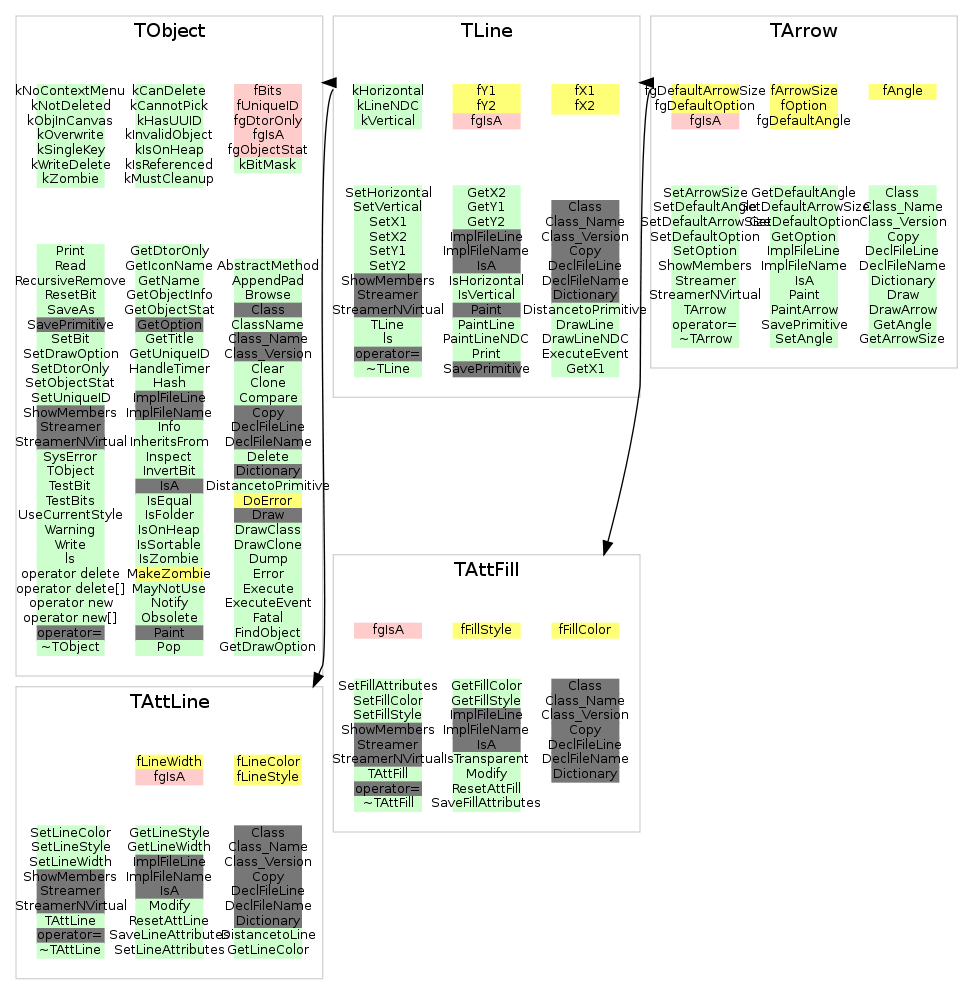 TObject
kNoContextMenu kCanDelete fBits
kNotDeleted kCannotPick fUniqueID
kObjInCanvas kHasUUID fgDtorOnly
kOverwrite kInvalidObject fgIsA
kSingleKey kIsOnHeap fgObjectStat
kWriteDelete kIsReferenced kBitMask
kZombie kMustCleanup
Print GetDtorOnly
Read GetIconName AbstractMethod
RecursiveRemove GetName AppendPad
ResetBit GetObjectInfo Browse
SaveAs GetObjectStat Class
SavePrimitive GetOption ClassName
SetBit GetTitle Class_Name
SetDrawOption GetUniqueID Class_Version
SetDtorOnly HandleTimer Clear
SetObjectStat Hash Clone
SetUniqueID ImplFileLine Compare
ShowMembers ImplFileName Copy
Streamer Info DeclFileLine
StreamerNVirtual InheritsFrom DeclFileName
SysError Inspect Delete
TObject InvertBit Dictionary
TestBit IsA DistancetoPrimitive
TestBits IsEqual DoError
UseCurrentStyle IsFolder Draw
Warning IsOnHeap DrawClass
Write IsSortable DrawClone
ls IsZombie Dump
operator delete MakeZombie Error
operator delete[] MayNotUse Execute
operator new Notify ExecuteEvent
operator new[] Obsolete Fatal
operator= Paint FindObject
~TObject Pop GetDrawOption
TLine
kHorizontal fY1 fX1
kLineNDC fY2 fX2
kVertical fgIsA
SetHorizontal GetX2
SetVertical GetY1 Class
SetX1 GetY2 Class_Name
SetX2 ImplFileLine Class_Version
SetY1 ImplFileName Copy
SetY2 IsA DeclFileLine
ShowMembers IsHorizontal DeclFileName
Streamer IsVertical Dictionary
StreamerNVirtual Paint DistancetoPrimitive
TLine PaintLine DrawLine
ls PaintLineNDC DrawLineNDC
operator= Print ExecuteEvent
~TLine SavePrimitive GetX1
TArrow
fgDefaultArrowSize fArrowSize fAngle
fgDefaultOption fOption
fgIsA fgDefaultAngle
SetArrowSize GetDefaultAngle Class
SetDefaultAngle GetDefaultArrowSize Class_Name
SetDefaultArrowSize GetDefaultOption Class_Version
SetDefaultOption GetOption Copy
SetOption ImplFileLine DeclFileLine
ShowMembers ImplFileName DeclFileName
Streamer IsA Dictionary
StreamerNVirtual Paint Draw
TArrow PaintArrow DrawArrow
operator= SavePrimitive GetAngle
~TArrow SetAngle GetArrowSize
TAttFill
fgIsA fFillStyle fFillColor
SetFillAttributes GetFillColor Class
SetFillColor GetFillStyle Class_Name
SetFillStyle ImplFileLine Class_Version
ShowMembers ImplFileName Copy
Streamer IsA DeclFileLine
StreamerNVirtual IsTransparent DeclFileName
TAttFill Modify Dictionary
operator= ResetAttFill
~TAttFill SaveFillAttributes
TAttLine
fLineWidth fLineColor
fgIsA fLineStyle
SetLineColor GetLineStyle Class
SetLineStyle GetLineWidth Class_Name
SetLineWidth ImplFileLine Class_Version
ShowMembers ImplFileName Copy
Streamer IsA DeclFileLine
StreamerNVirtual Modify DeclFileName
TAttLine ResetAttLine Dictionary
operator= SaveLineAttributes DistancetoLine
~TAttLine SetLineAttributes GetLineColor